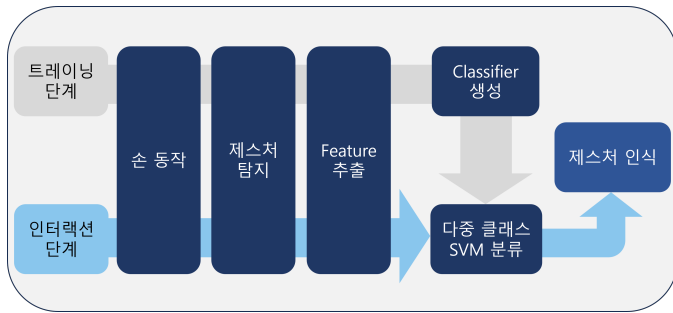 트레이닝
단계
손 동작
제스처
탐지
Feature
추출
Classifier
생성
제스처 인식
인터랙션
단계
다중 클래스
SVM 분류